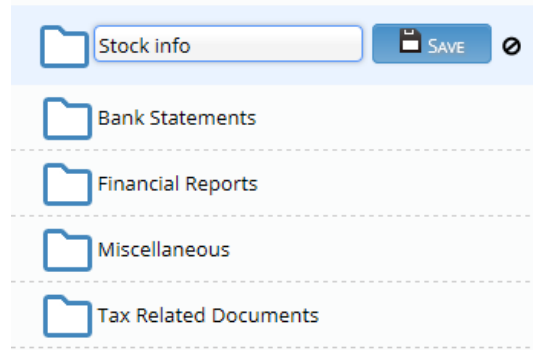 Stock info
SAVE
Bank Statements
Financial Reports
Miscellaneous
Tax Related Documents